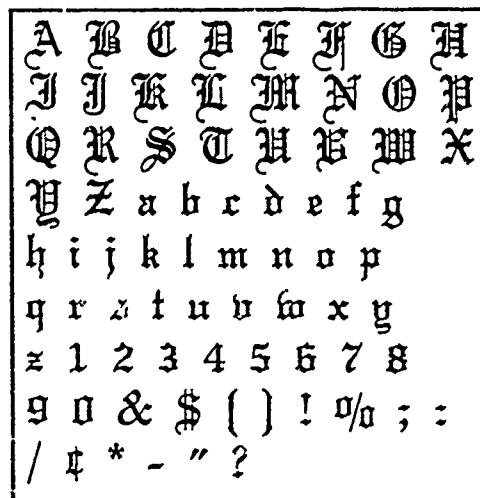 A B C D E F G H
I J K L M N O P
Q R S T U V W X
Y Z a b c d e f g
h i j k l m n o p
q r s t u v w x y
z 1 2 3 4 5 6 7 8
9 0 & $ ( ) ! % ; :
/ ¢ * - " ?